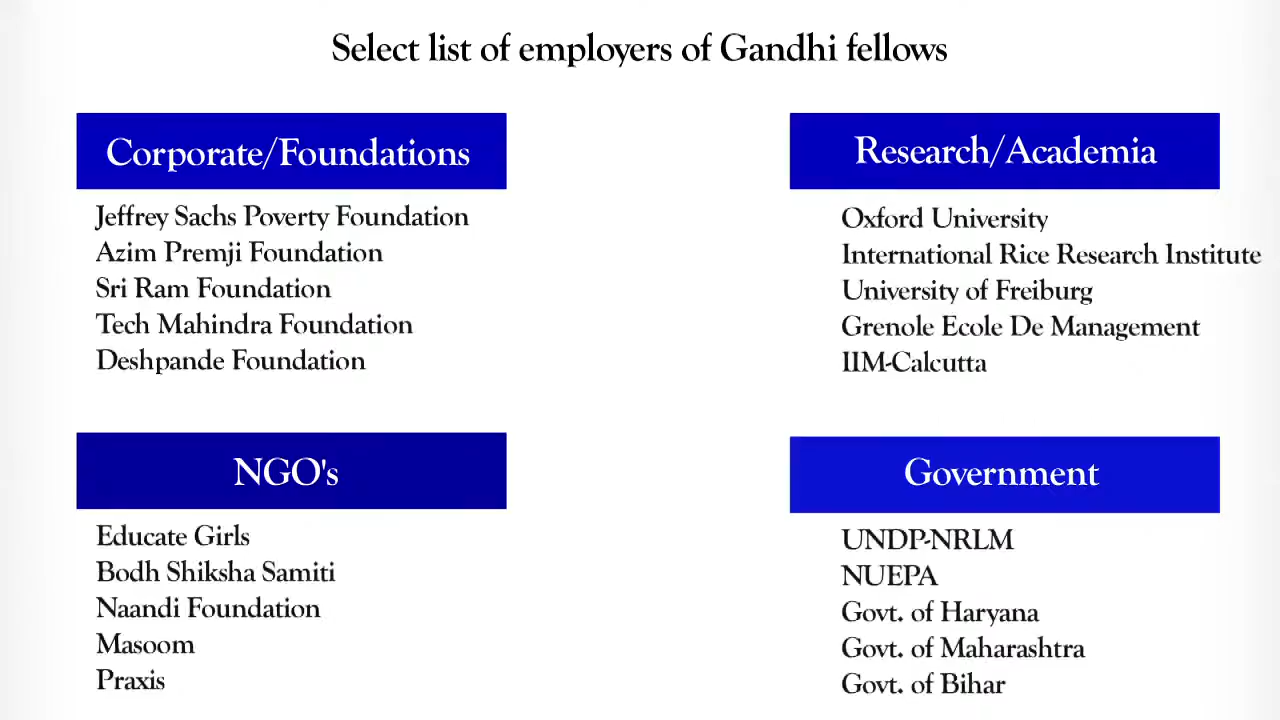 Select list of employers of Gandhi fellows
Corporate/Foundations
Jeffrey Sachs Poverty Foundation
Azim Premji Foundation
Sri Ram Foundation
Tech Mahindra Foundation
Deshpande Foundation
Research/Academia
Oxford University
International Rice Research Institute
University of Freiburg
Grenole Ecole De Management
IIM-Calcutta
NGO's
Educate Girls
Bodh Shiksha Samiti
Naandi Foundation
Masoom
Praxis
Government
UNDP-NRLM
NUEPA
Govt. of Haryana
Govt. of Maharashtra
Govt. of Bihar